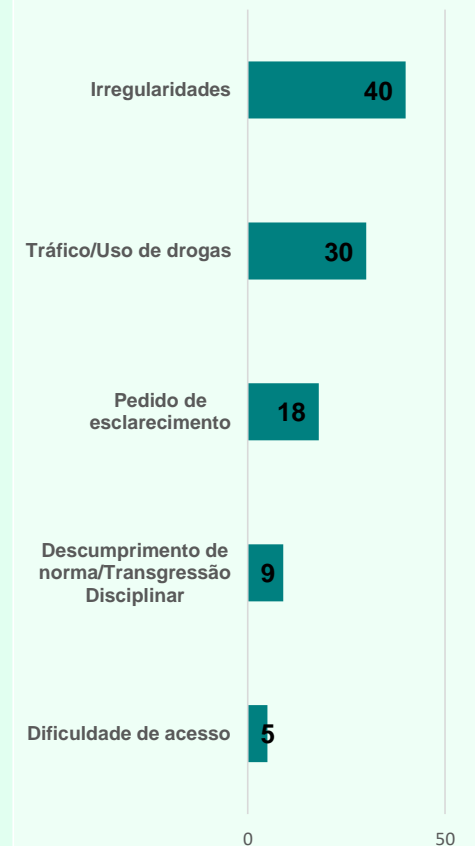 Irregularidades
40
Tráfico/Uso de drogas
30
Pedido de
esclarecimento
18
Descumprimento de
norma/Transgressão
Disciplinar
9
Dificuldade de acesso
5
0
50